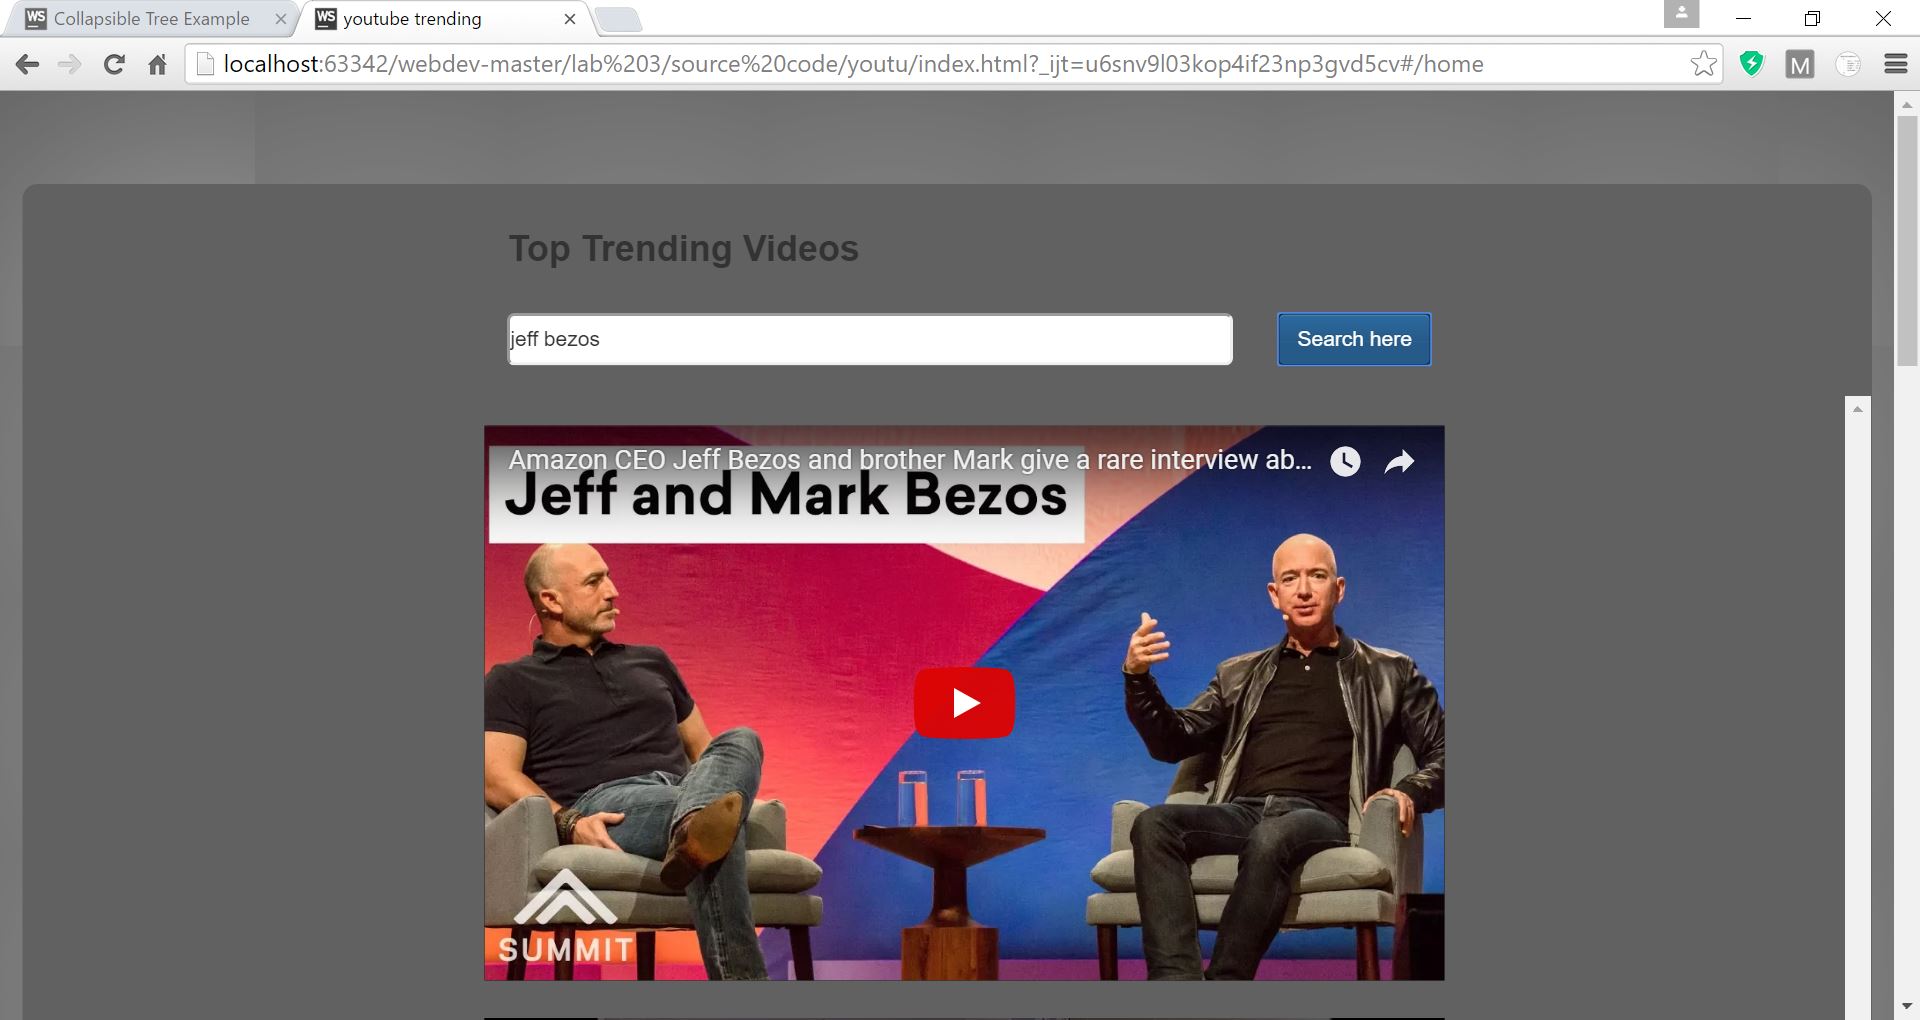 WS Collapsible Tree Example
WS youtube trending
localhost:63342/webdev-master/lab%203/source%20code/youtu/index.html?_ijt=u6snv9l03kop4if23np3gvd5cv#/home
M
Top Trending Videos
jeff bezos
Search here
Amazon CEO Jeff Bezos and brother Mark give a rare interview ab...
Jeff and Mark Bezos
SUMMIT